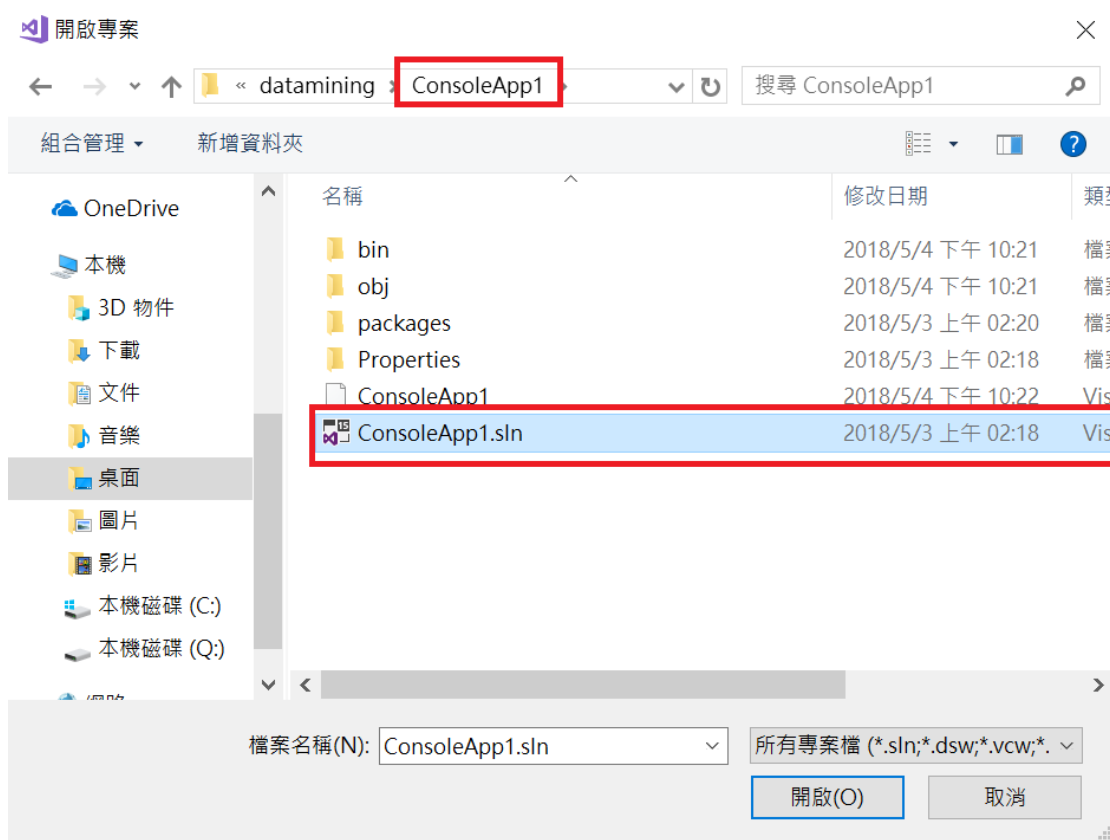 開啟專案
« datamining › ConsoleApp1 ›
搜尋 ConsoleApp1
組合管理 新增資料夾
OneDrive
本機
3D 物件
下載
文件
音樂
桌面
圖片
影片
本機磁碟 (C:)
本機磁碟 (Q:)
名稱 修改日期
bin 2018/5/4 下午 10:21
obj 2018/5/4 下午 10:21
packages 2018/5/3 上午 02:20
Properties 2018/5/3 上午 02:18
ConsoleApp1 2018/5/4 下午 10:22 Vis
ConsoleApp1.sln 2018/5/3 上午 02:18 Vis
檔案名稱(N): ConsoleApp1.sln 所有專案檔 (*.sln;*.dsw;*.vcw;*.
開啟(O) 取消